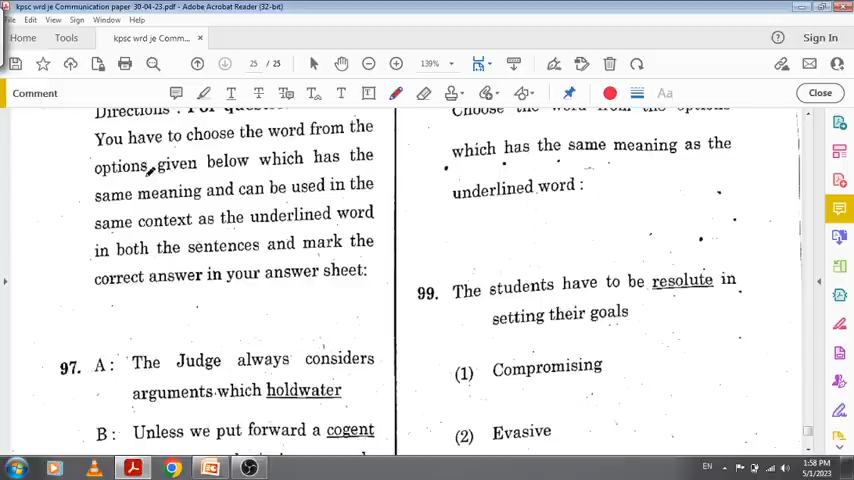 kpsc wrd je Communication paper 30-04-23.pdf - Adobe Acrobat Reader (32-bit)
File Edit View Sign Window Help
Home Tools kpsc wrd je Comm... × Sign In
25 / 25 139%
Comment Close
You have to choose the word from the
options given below which has the
same meaning and can be used in the
same context as the underlined word
in both the sentences and mark the
correct answer in your answer sheet:
97. A : The Judge always considers
arguments which holdwater
B : Unless we put forward a cogent
Choose the word from the options
which has the same meaning as the
underlined word :
99. The students have to be resolute in
setting their goals
(1) Compromising
(2) Evasive
EN 1:58 PM
5/1/2023